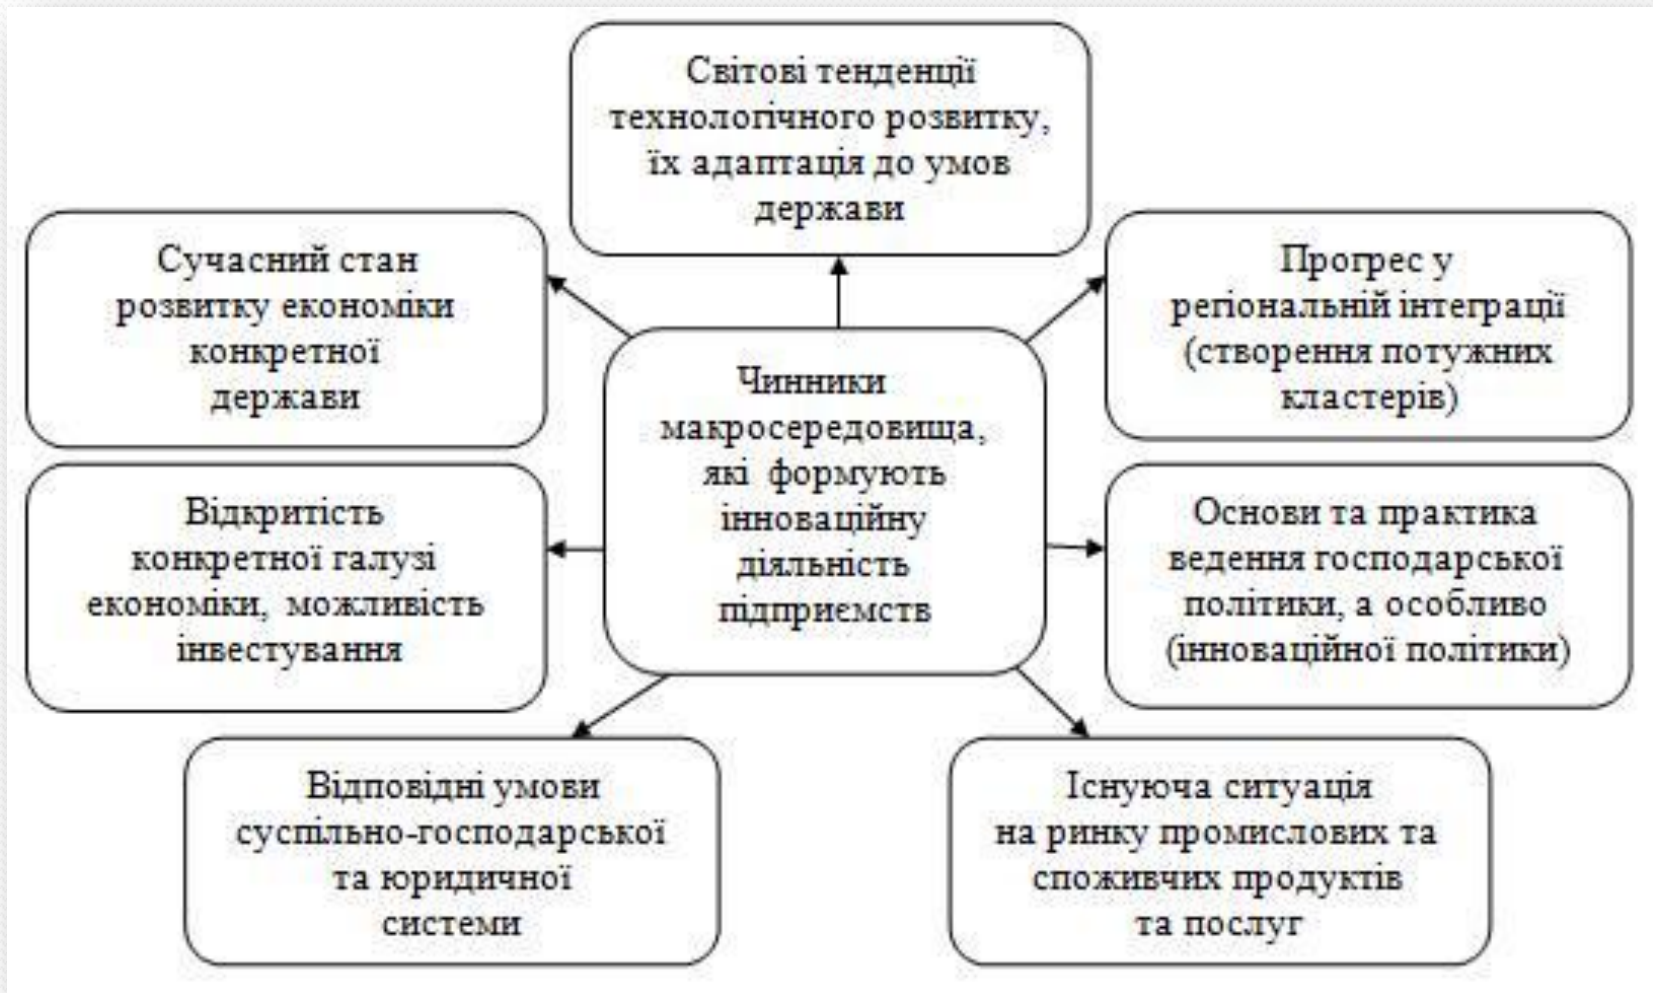 Світові тенденції
технологічного розвитку,
їх адаптація до умов
держави
Сучасний стан
розвитку економіки
конкретної
держави
Прогрес у
регіональній інтеграції
(створення потужних
кластерів)
Чинники
макросередовища,
які формують
інноваційну
діяльність
підприємств
Відкритість
конкретної галузі
економіки, можливість
інвестування
Основи та практика
ведення господарської
політики, а особливо
(інноваційної політики)
Відповідні умови
суспільно-господарської
та юридичної
системи
Існуюча ситуація
на ринку промислових та
споживчих продуктів
та послуг